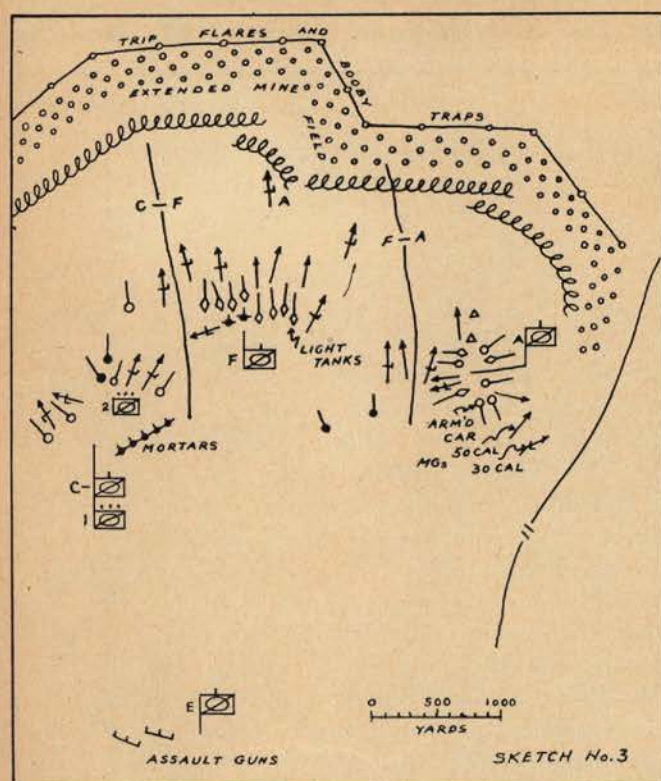 TRIP FLARES AND
BOOBY
TRAPS
EXTENDED MINE
FIELD
C-F
A
F-A
LIGHT
TANKS
F
A
2
MORTARS
ARM'D
CAR
50 CAL
MGs 30 CAL
C-
1
E
ASSAULT GUNS
0 500 1000
YARDS
SKETCH No. 3